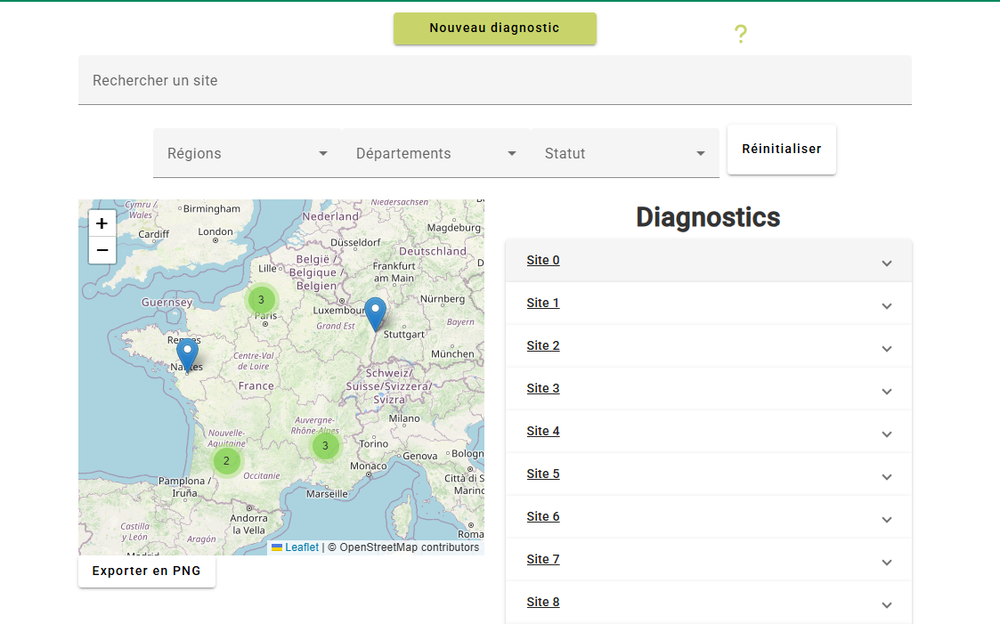 Nouveau diagnostic
?
Rechercher un site
Régions
Départements
Statut
Réinitialiser
+
−
Cymru /
Wales
Birmingham
Cardiff
London
Niedersachsen
Nederland
Magdeburg
Düsseldorf
Deutschland
Lille
België /
Belgique /
Belgien
Frankfurt
am Main
Guernsey
3
Paris
Luxembour
Nürnberg
Grand Est
Bayern
Stuttgart
Rennes
Nantes
München
Centre-Val
de Loire
France
Schweiz/
Suisse/Svizzera/
Svizra
Milano
Auvergne-
Rhône-Alpes
Nouvelle-
Aquitaine
3
Torino
Genova
Bologn
2
Occitanie
Monaco
Città di S
Marino
Pamplona /
Iruña
Marseille
Andorra
la Vella
Castilla
y León
Aragón
Roma
Madrid
Leaflet | © OpenStreetMap contributors
Exporter en PNG
Diagnostics
Site 0
Site 1
Site 2
Site 3
Site 4
Site 5
Site 6
Site 7
Site 8